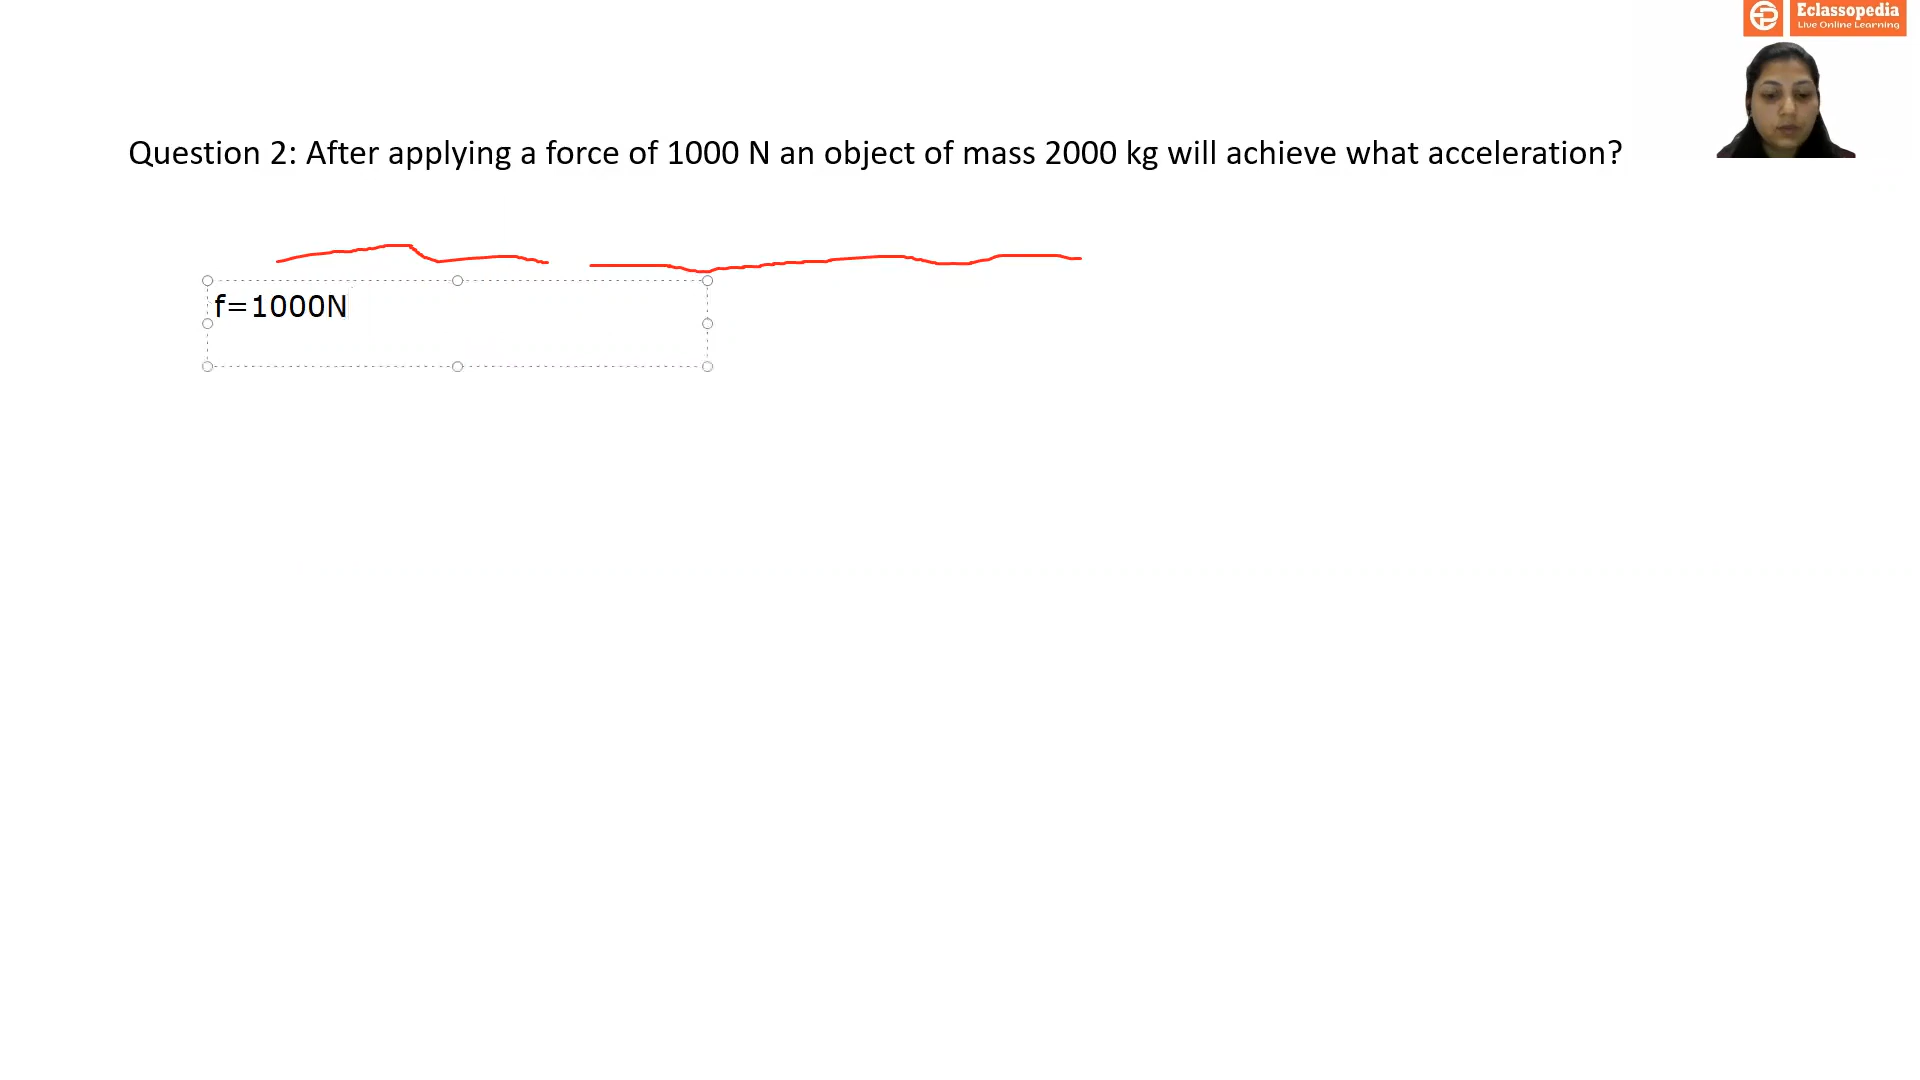 Eclassopedia
Live Online Learning
Question 2: After applying a force of 1000 N an object of mass 2000 kg will achieve what acceleration?
f=1000N